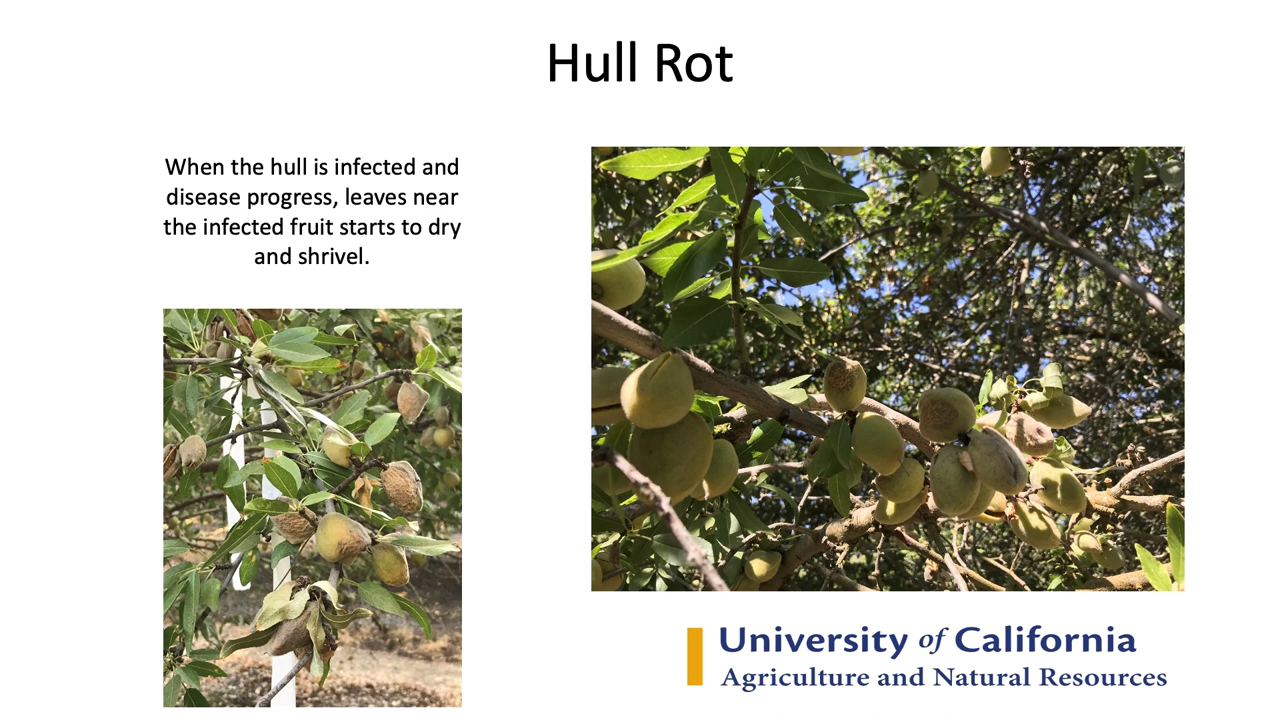 Hull Rot
When the hull is infected and
disease progress, leaves near
the infected fruit starts to dry
and shrivel.
University of California
Agriculture and Natural Resources